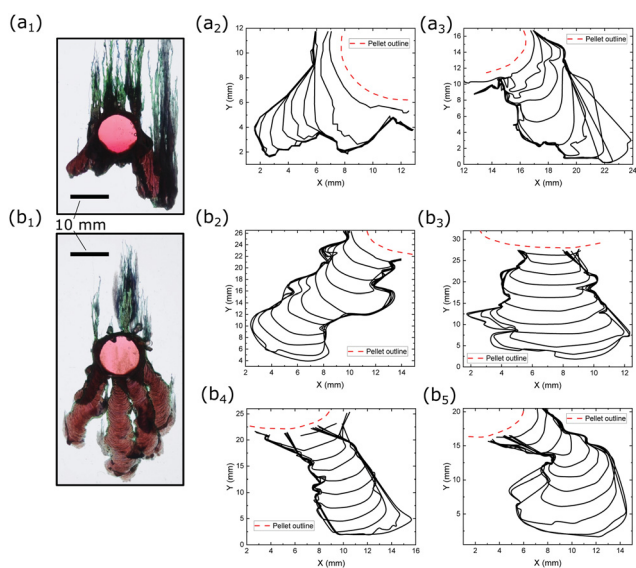 (a1)
10 mm
(b1)
(a2)
Pellet outline
Y (mm)
12
10
8
6
4
2
2 4 6 8 10 12
X (mm)
(a3)
Pellet outline
Y (mm)
16
14
12
10
8
6
4
2
0
12 14 16 18 20 22 24
X (mm)
(b2)
Pellet outline
Y (mm)
26
24
22
20
18
16
14
12
10
8
6
4
2 4 6 8 10 12 14
X (mm)
(b3)
Pellet outline
Y (mm)
30
25
20
15
10
5
0
2 4 6 8 10 12
X (mm)
(b4)
Pellet outline
Y (mm)
25
20
15
10
5
0
2 4 6 8 10 12 14 16
X (mm)
(b5)
Pellet outline
Y (mm)
20
15
10
5
2 4 6 8 10 12 14
X (mm)